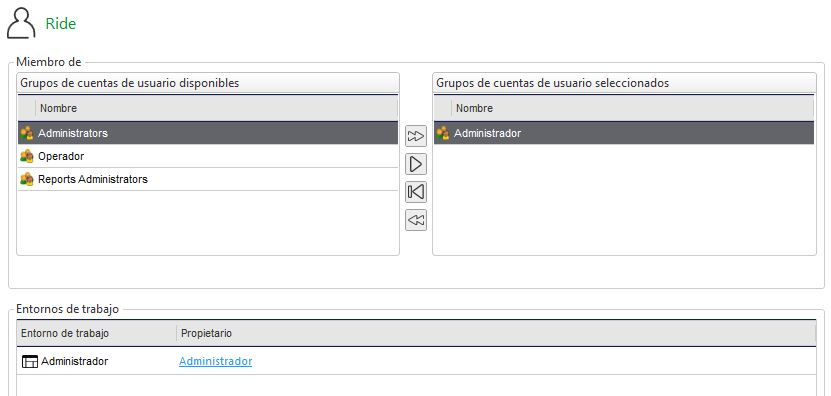 Ride
Miembro de
Grupos de cuentas de usuario disponibles
Nombre
Administrators
Operador
Reports Administrators
Grupos de cuentas de usuario seleccionados
Nombre
Administrador
Entornos de trabajo
Entorno de trabajo Propietario
Administrador Administrador